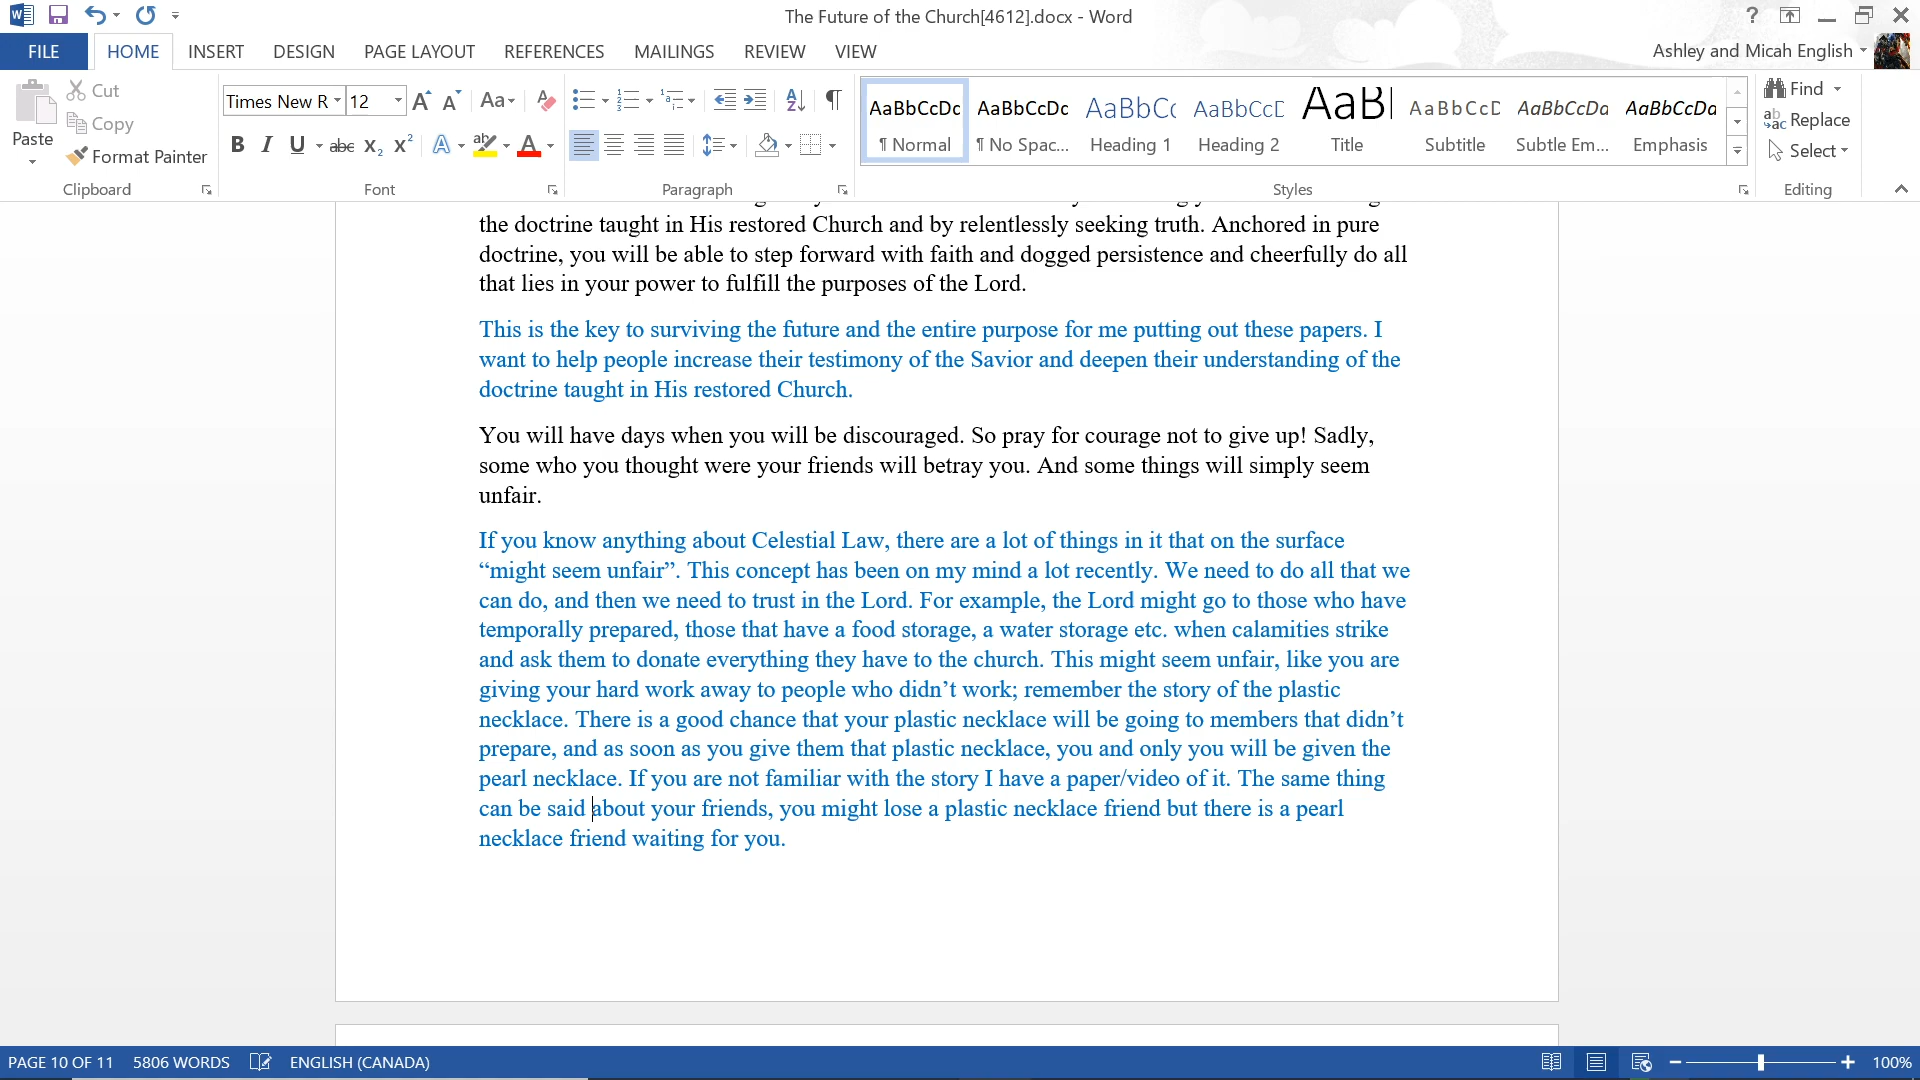 The Future of the Church[4612].docx - Word
FILE HOME INSERT DESIGN PAGE LAYOUT REFERENCES MAILINGS REVIEW VIEW
Ashley and Micah English
Paste
Cut
Copy
Format Painter
Clipboard
Times New R 12
Font
Paragraph
AaBbCcDc AaBbCcDc AaBbC AaBbCcD AaBl AaBbCcD AaBbCcDa AaBbCcDa
¶ Normal ¶ No Spac... Heading 1 Heading 2 Title Subtitle Subtle Em... Emphasis
Styles
Find
Replace
Select
Editing
the doctrine taught in His restored Church and by relentlessly seeking truth. Anchored in pure
doctrine, you will be able to step forward with faith and dogged persistence and cheerfully do all
that lies in your power to fulfill the purposes of the Lord.
This is the key to surviving the future and the entire purpose for me putting out these papers. I
want to help people increase their testimony of the Savior and deepen their understanding of the
doctrine taught in His restored Church.
You will have days when you will be discouraged. So pray for courage not to give up! Sadly,
some who you thought were your friends will betray you. And some things will simply seem
unfair.
If you know anything about Celestial Law, there are a lot of things in it that on the surface
“might seem unfair”. This concept has been on my mind a lot recently. We need to do all that we
can do, and then we need to trust in the Lord. For example, the Lord might go to those who have
temporally prepared, those that have a food storage, a water storage etc. when calamities strike
and ask them to donate everything they have to the church. This might seem unfair, like you are
giving your hard work away to people who didn’t work; remember the story of the plastic
necklace. There is a good chance that your plastic necklace will be going to members that didn’t
prepare, and as soon as you give them that plastic necklace, you and only you will be given the
pearl necklace. If you are not familiar with the story I have a paper/video of it. The same thing
can be said about your friends, you might lose a plastic necklace friend but there is a pearl
necklace friend waiting for you.
PAGE 10 OF 11 5806 WORDS ENGLISH (CANADA) 100%